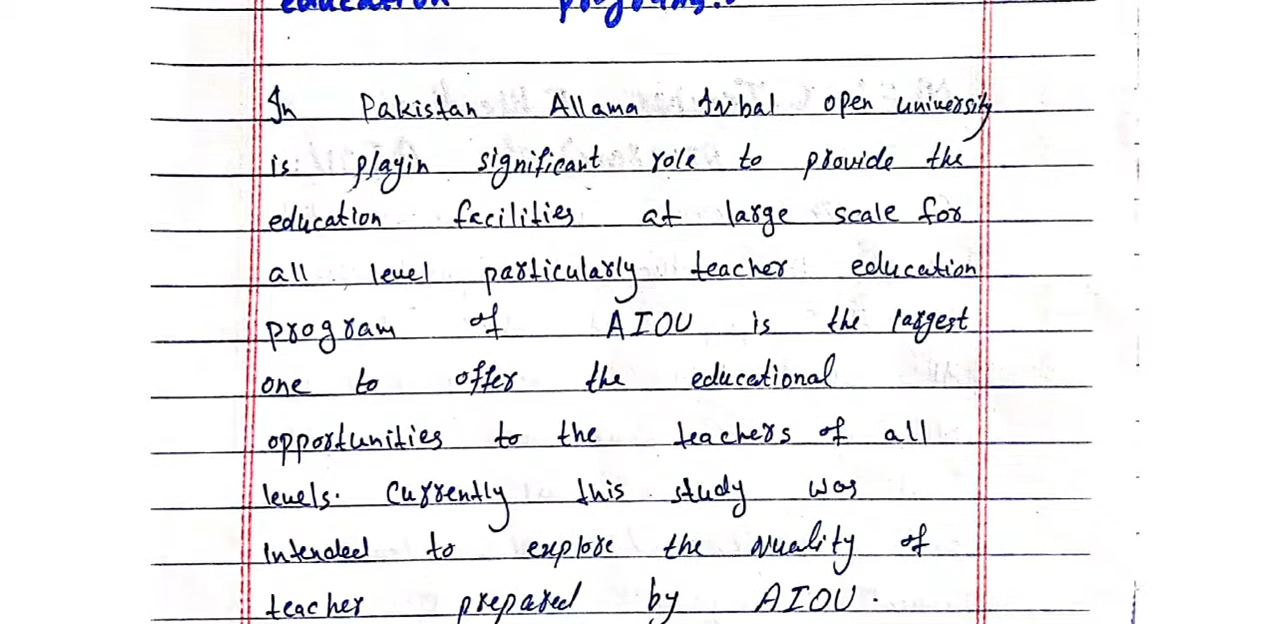 education programs.
In Pakistan Allama Iqbal open university
is playin significant role to provide the
education facilities at large scale for
all level particularly teacher education
program of AIOU is the largest
one to offer the educational
opportunities to the teachers of all
levels. Currently this study was
intended to explore the quality of
teacher prepared by AIOU.